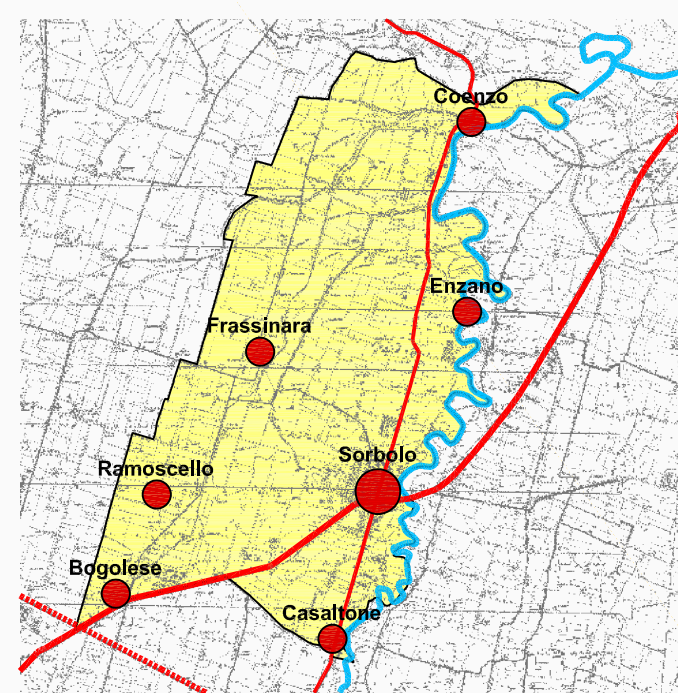 Coenzo
Enzano
Frassinara
Sorbolo
Ramoscello
Bogolese
Casaltone